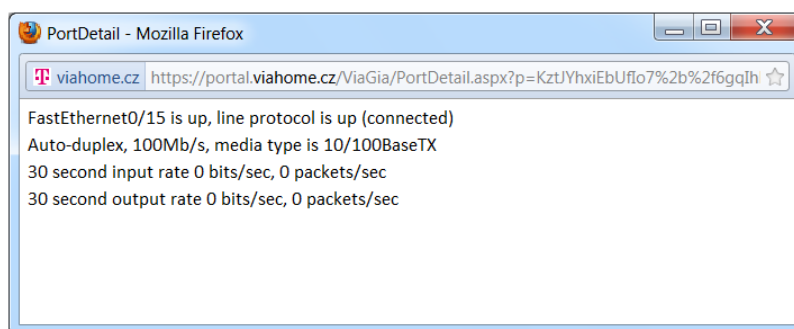 PortDetail - Mozilla Firefox
T viahome.cz https://portal.viahome.cz/ViaGia/PortDetail.aspx?p=KztJYhxiEbUfIo7%2b%2f6gqIh
FastEthernet0/15 is up, line protocol is up (connected)
Auto-duplex, 100Mb/s, media type is 10/100BaseTX
30 second input rate 0 bits/sec, 0 packets/sec
30 second output rate 0 bits/sec, 0 packets/sec